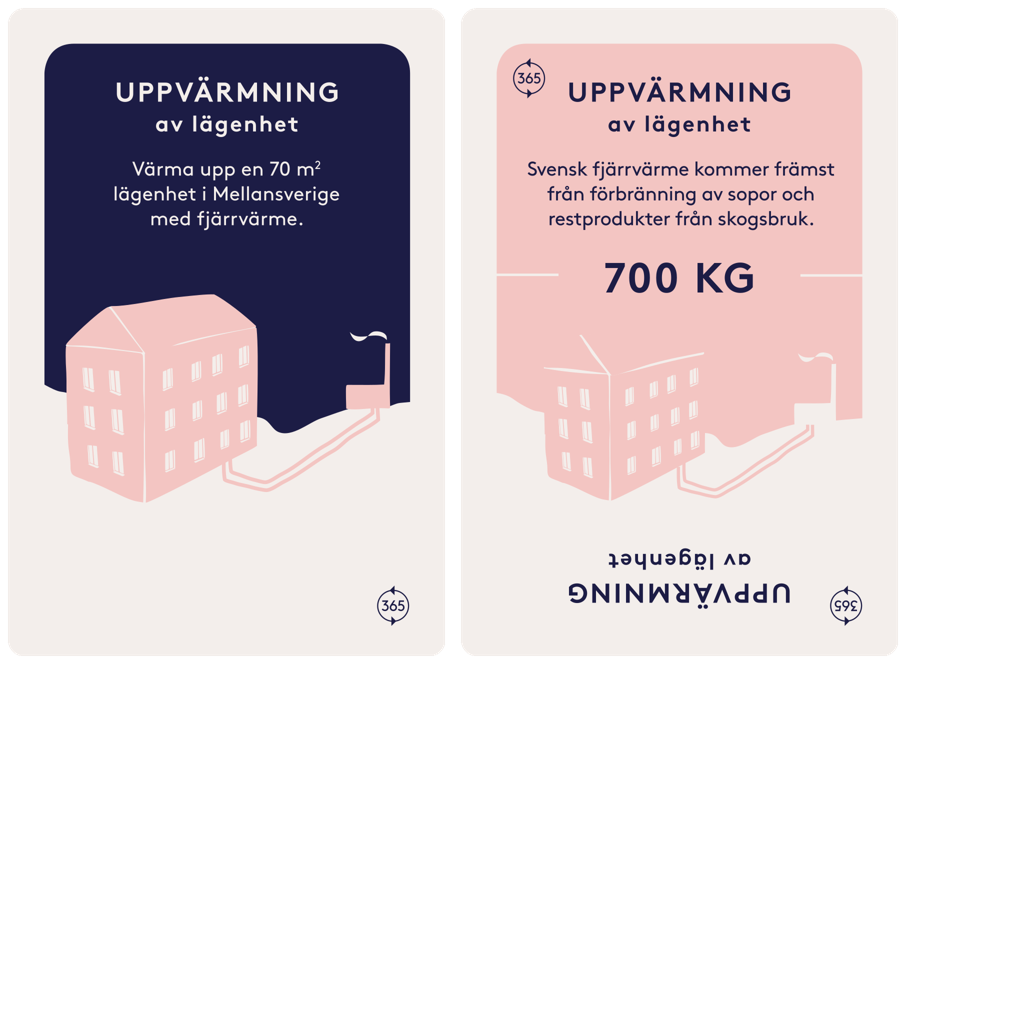 UPPVÄRMNING
av lägenhet
Värma upp en 70 m²
lägenhet i Mellansverige
med fjärrvärme.
365
365
UPPVÄRMNING
av lägenhet
Svensk fjärrvärme kommer främst
från förbränning av sopor och
restprodukter från skogsbruk.
700 KG
UPPVÄRMNING
av lägenhet
365